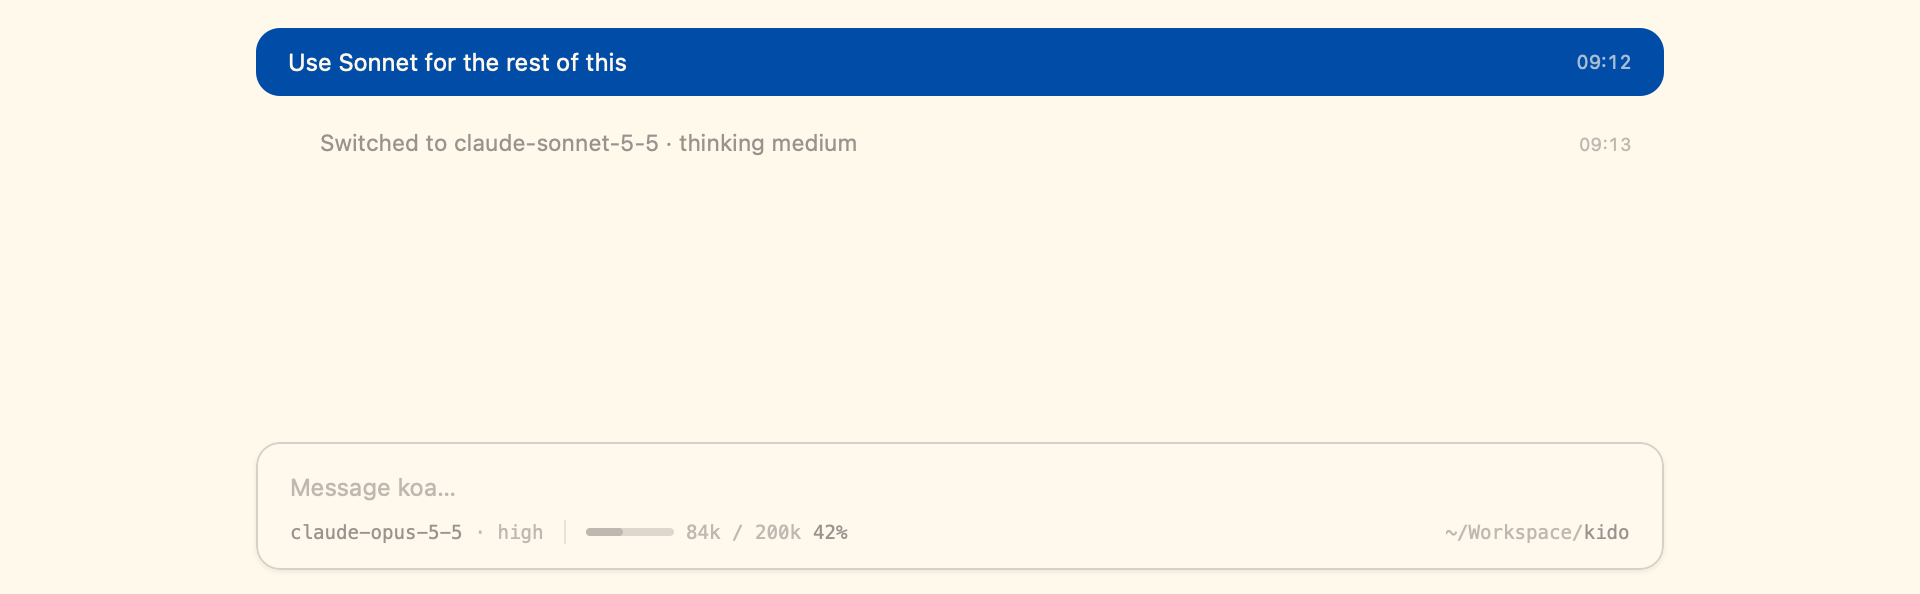 Use Sonnet for the rest of this 09:12
Switched to claude-sonnet-5-5 · thinking medium 09:13
Message koa...
claude-opus-5-5 · high 84k / 200k 42% ~/Workspace/kido